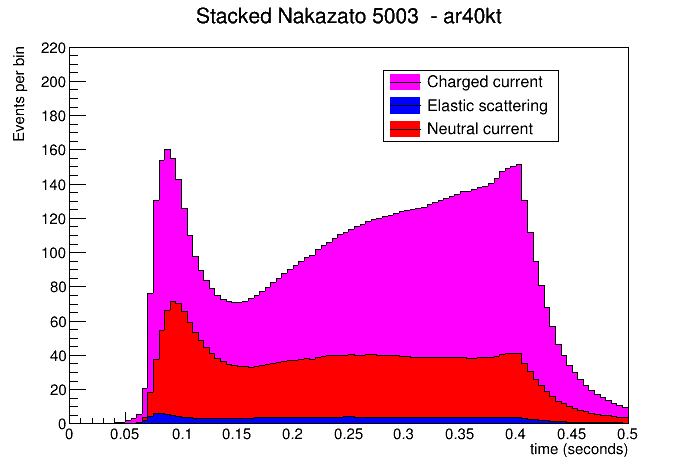 Stacked Nakazato 5003 - ar40kt
Events per bin
220
200
180
160
140
120
100
80
60
40
20
0
Charged current
Elastic scattering
Neutral current
0 0.05 0.1 0.15 0.2 0.25 0.3 0.35 0.4 0.45 0.5
time (seconds)